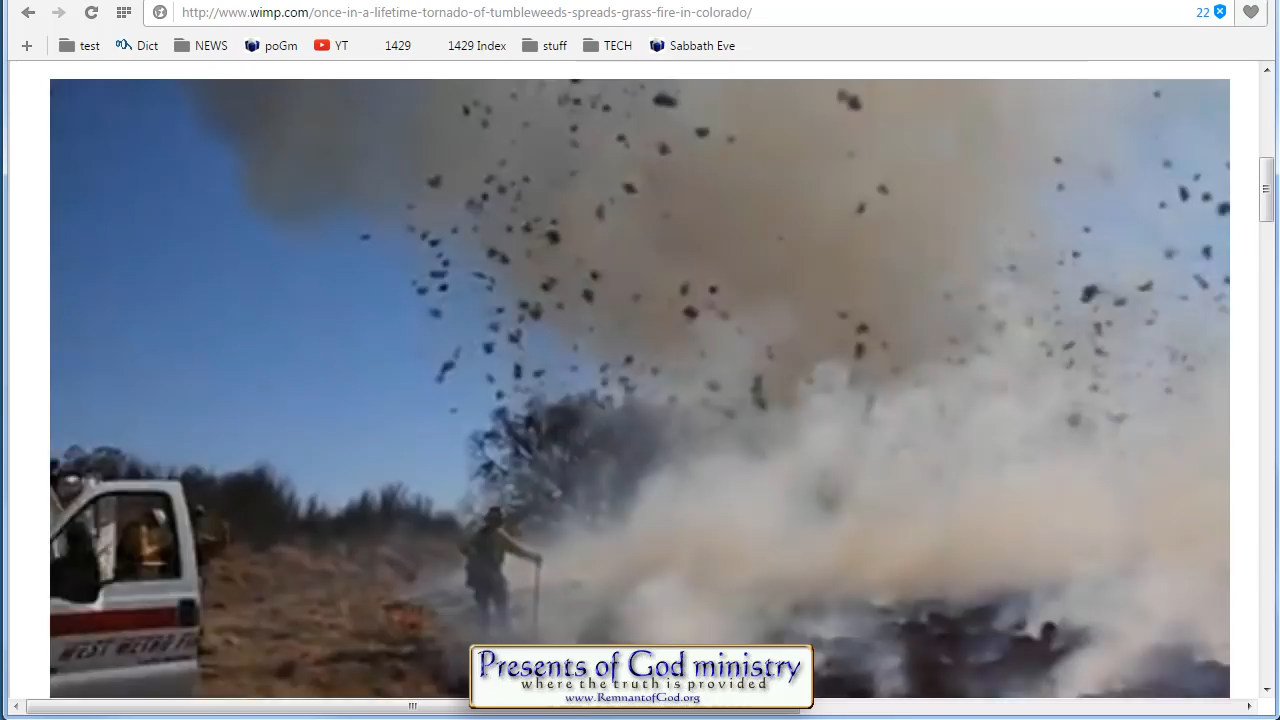 http://www.wimp.com/once-in-a-lifetime-tornado-of-tumbleweeds-spreads-grass-fire-in-colorado/
22
test
Dict
NEWS
poGm
YT
1429
1429 Index
stuff
TECH
Sabbath Eve
WEST METRO
Presents of God ministry
where the truth is provided
www.RemnantofGod.org